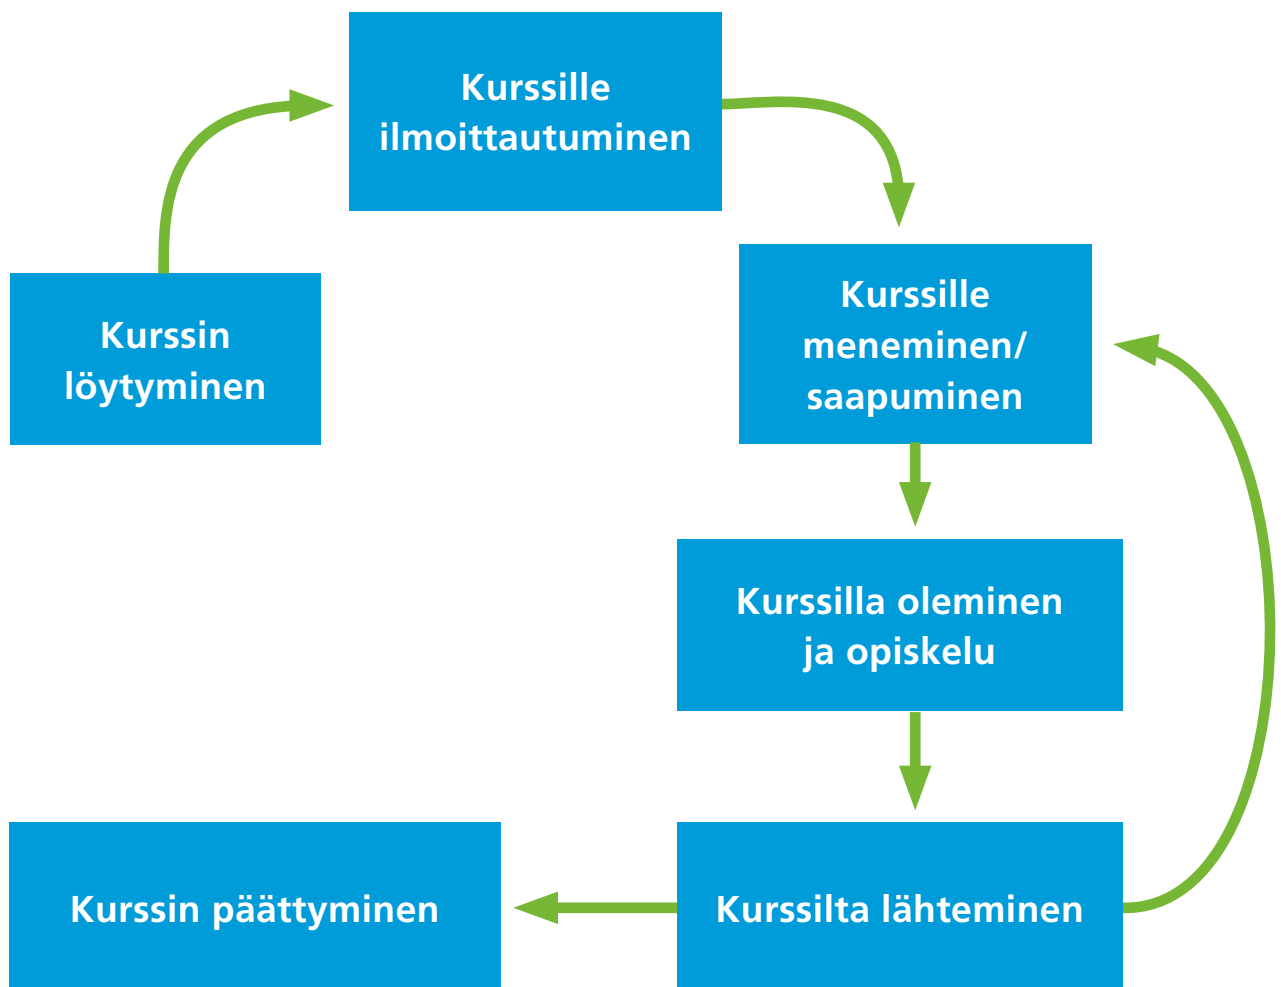 Kurssille
ilmoittautuminen
Kurssin
löytyminen
Kurssille
meneminen/
saapuminen
Kurssilla oleminen
ja opiskelu
Kurssin päättyminen
Kurssilta lähteminen